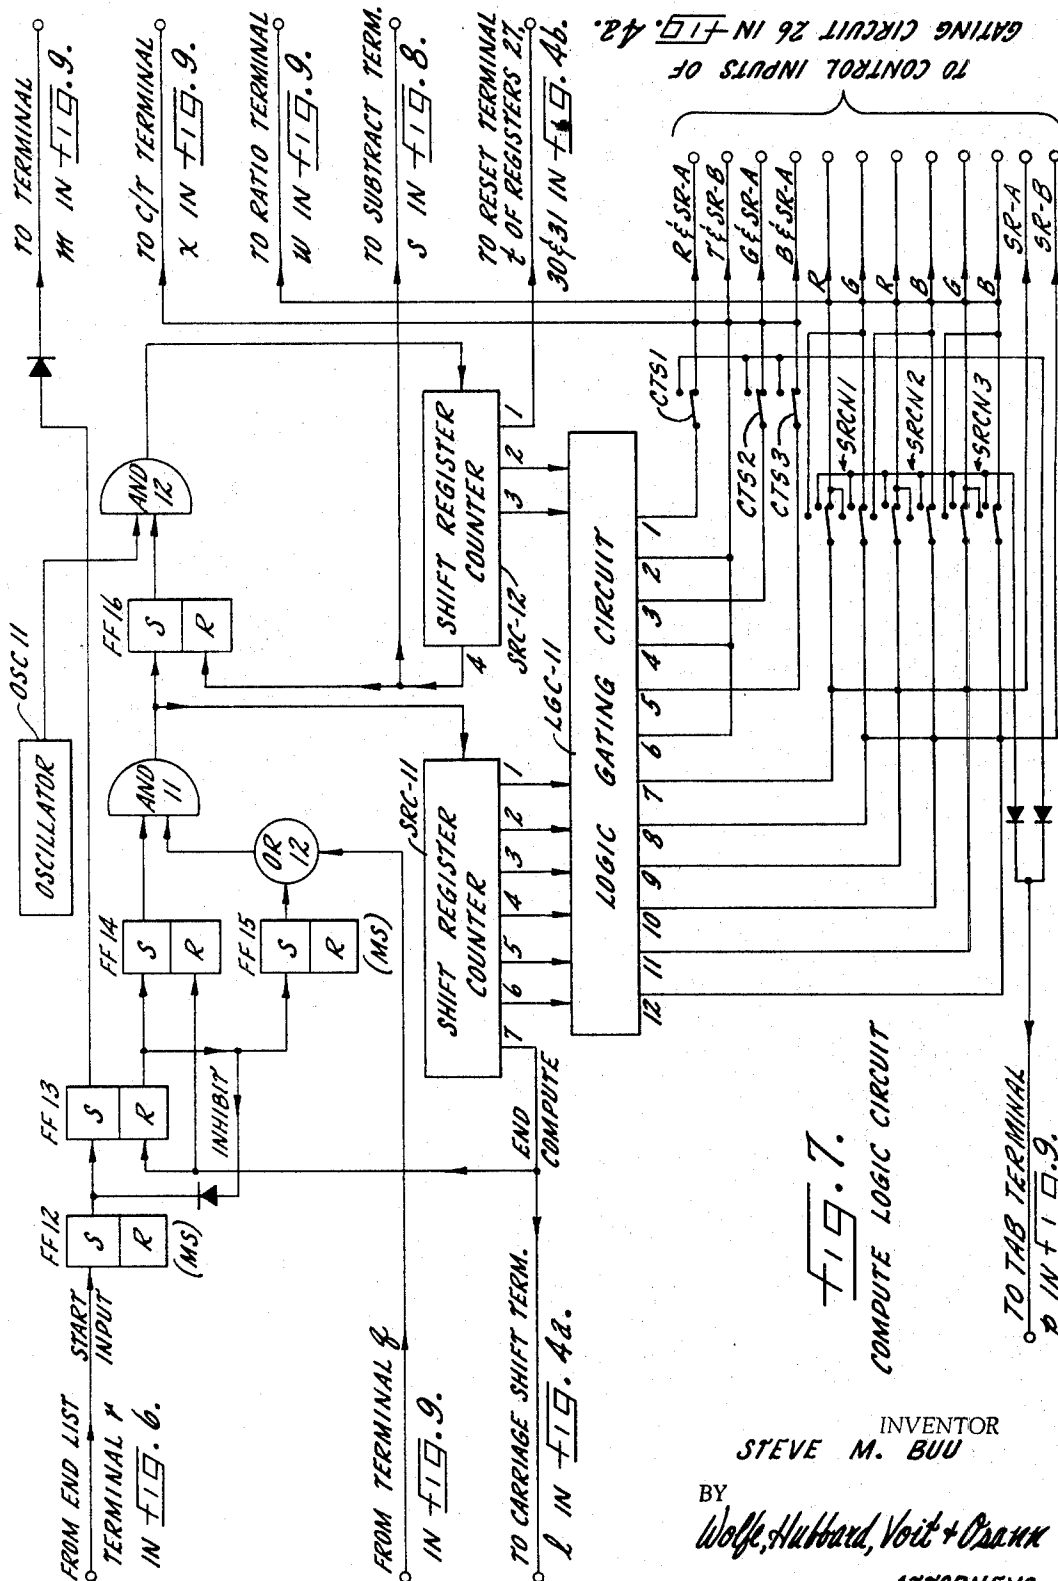 TO TERMINAL
m IN Fig. 9.
TO C/T TERMINAL
x IN Fig. 9.
TO RATIO TERMINAL
w IN Fig. 9.
TO SUBTRACT TERM.
s IN Fig. 8.
TO RESET TERMINAL
t OF REGISTERS 27,
30 & 31 IN Fig. 4b.
TO CONTROL INPUTS OF
GATING CIRCUIT 26 IN Fig. 4a.
R & SR-A
T & SR-B
G & SR-A
B & SR-A
R
G
R
B
G
B
SR-A
SR-B
OSCILLATOR
OSC 11
AND
12
FF 16
S
R
SHIFT REGISTER
COUNTER
1
2
3
4
SRC-12
CTS1
CTS2
CTS3
SRCN1
SRCN2
SRCN3
AND
11
OR
12
FF 14
S
R
FF 15
S
R
(MS)
SHIFT REGISTER
COUNTER
SRC-11
1
2
3
4
5
6
7
LOGIC GATING CIRCUIT
LGC-11
1
2
3
4
5
6
7
8
9
10
11
12
FF 13
S
R
INHIBIT
FF 12
S
R
(MS)
END
COMPUTE
START
INPUT
FROM END LIST
TERMINAL r
IN Fig. 6.
FROM TERMINAL q
IN Fig. 9.
TO CARRIAGE SHIFT TERM.
l IN Fig. 4a.
Fig. 7.
COMPUTE LOGIC CIRCUIT
TO TAB TERMINAL
p IN Fig. 9.
INVENTOR
STEVE M. BUU
BY
Wolfe, Hubbard, Voit & Osann
ATTORNEYS